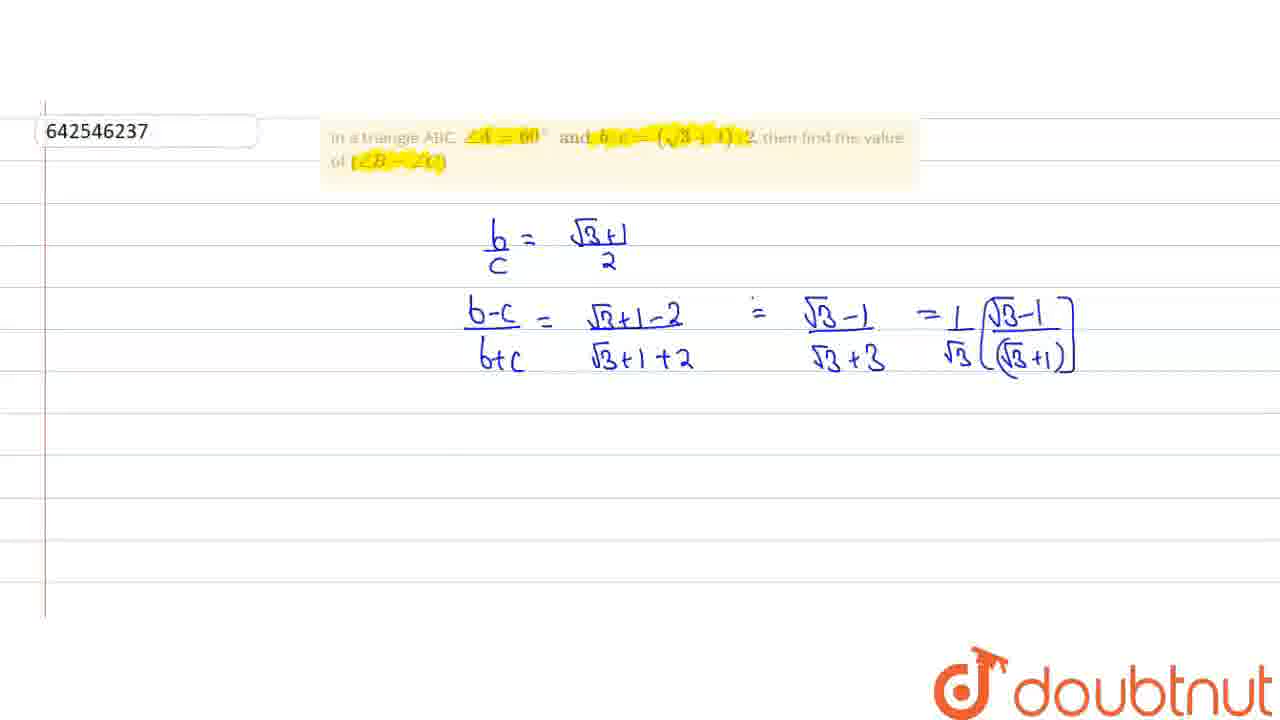 642546237
In a triangle ABC, ∠A = 60° and b : c = (√3 + 1) : 2, then find the value
of (∠B − ∠C)
b/c = (√3+1)/2
(b-c)/(b+c) = (√3+1-2)/(√3+1+2) = (√3-1)/(√3+3) = 1/√3 [(√3-1)/(√3+1)]
doubtnut